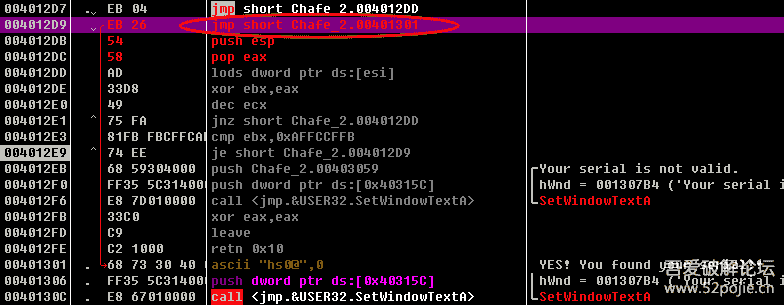 004012D7 . EB 04 jmp short Chafe_2.004012DD
004012D9 EB 26 jmp short Chafe_2.00401301
004012DB 54 push esp
004012DC 58 pop eax
004012DD AD lods dword ptr ds:[esi]
004012DE 33D8 xor ebx,eax
004012E0 49 dec ecx
004012E1 ^ 75 FA jnz short Chafe_2.004012DD
004012E3 81FB FBCFFCAF cmp ebx,0xAFFCCFFB
004012E9 ^ 74 EE je short Chafe_2.004012D9
004012EB 68 59304000 push Chafe_2.00403059 Your serial is not valid.
004012F0 FF35 5C314000 push dword ptr ds:[0x40315C] hWnd = 001307B4 ('Your serial i
004012F6 E8 7D010000 call <jmp.&USER32.SetWindowTextA> SetWindowTextA
004012FB 33C0 xor eax,eax
004012FD C9 leave
004012FE C2 1000 retn 0x10
00401301 . 68 73 30 40 ascii "hs0@",0 YES! You found your serial!!
00401306 . push dword ptr ds:[0x40315C] hWnd = 001307B4 ('Your serial i
0040130C . E8 67010000 call <jmp.&USER32.SetWindowTextA> SetWindowTextA
吾爱破解论坛
www.52pojie.cn